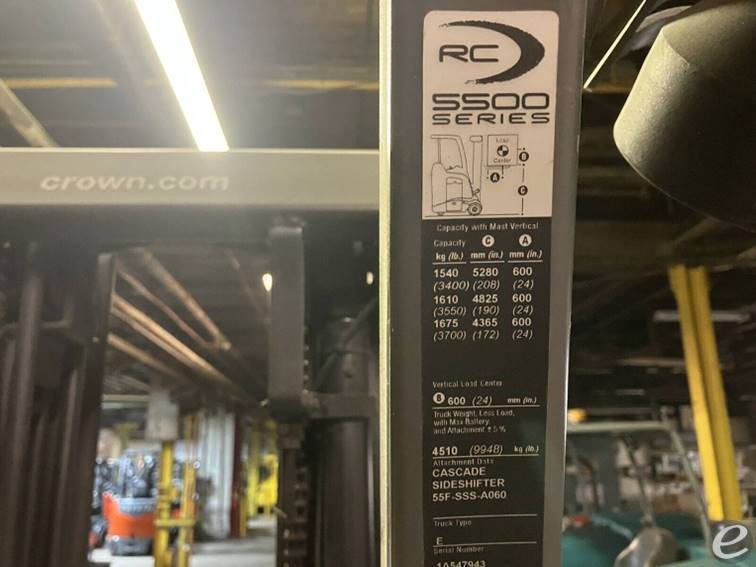 crown.com
RC
5500
SERIES
Load
Center
B
A
C
Capacity with Mast Vertical
Capacity C A
kg (lb.) mm (in.) mm (in.)
1540 5280 600
(3400) (208) (24)
1610 4825 600
(3550) (190) (24)
1675 4365 600
(3700) (172) (24)
Vertical Load Center
B 600 (24) mm (in.)
Truck Weight, Less Load,
with Max Battery,
and Attachment ± 5 %
4510 (9948) kg (lb.)
Attachment Data
CASCADE
SIDESHIFTER
55F-SSS-A060
Truck Type
E
Serial Number
1A547943
e